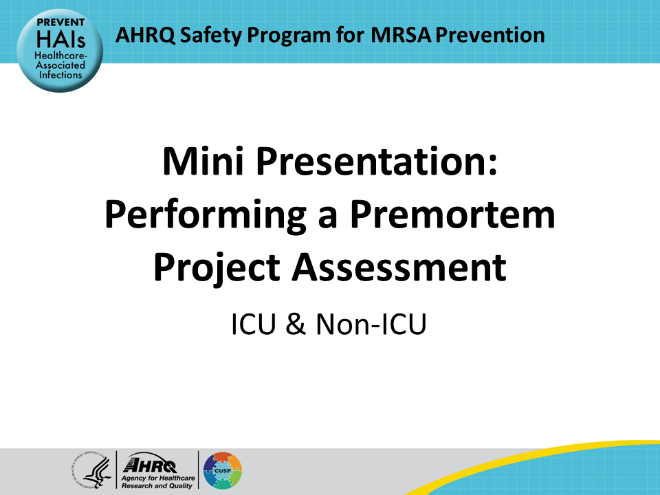 PREVENT
HAIs
Healthcare-
Associated
Infections
AHRQ Safety Program for MRSA Prevention
Mini Presentation:
Performing a Premortem
Project Assessment
ICU & Non-ICU
AHRQ
Agency for Healthcare
Research and Quality
CUSP